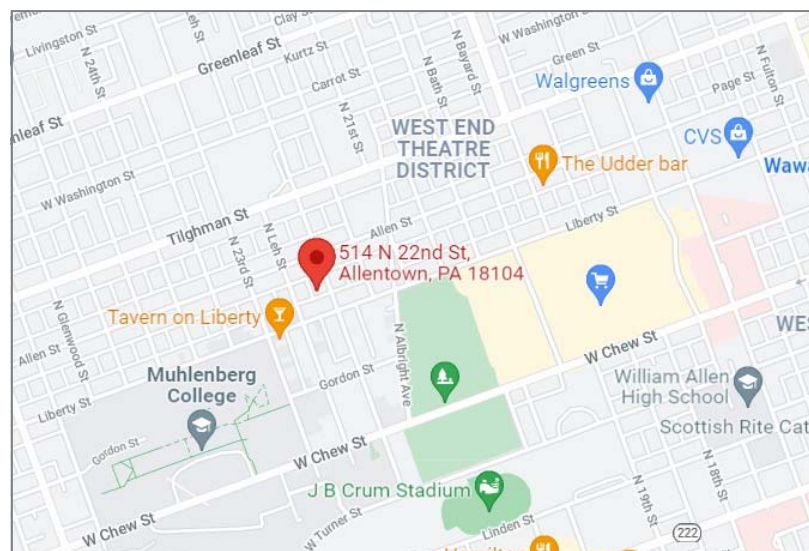 Clay St
Livingston St
N Leh St
N 24th St
Greenleaf St
Kurtz St
Carrot St
N Bayard St
N Bath St
W Washington St
Green St
Page St
N Fulton St
Walgreens
CVS
Wawa
WEST END
THEATRE
DISTRICT
The Udder bar
enleaf St
N 21st St
W Washington St
Tilghman St
Allen St
Liberty St
N 23rd St
N Leh St
514 N 22nd St,
Allentown, PA 18104
Tavern on Liberty
N Glenwood St
Allen St
N Albright Ave
W Chew St
WES
Muhlenberg
College
Gordon St
William Allen
High School
Scottish Rite Cat
Liberty St
Gordon St
W Chew St
J B Crum Stadium
N 19th St
N 18th St
W Chew St
W Turner St
Linden St
222